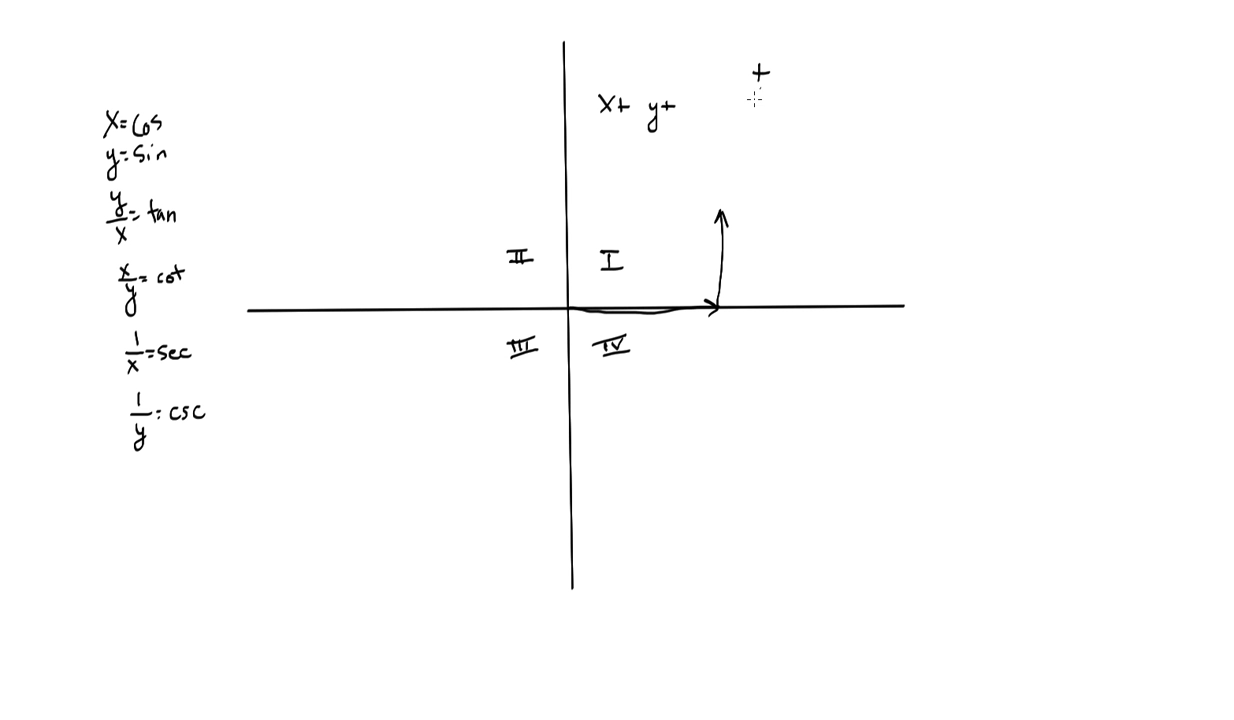 x=cos
y=sin
y/x=tan
x/y=cot
1/x=sec
1/y=csc
x+ y+
+
II I
III IV